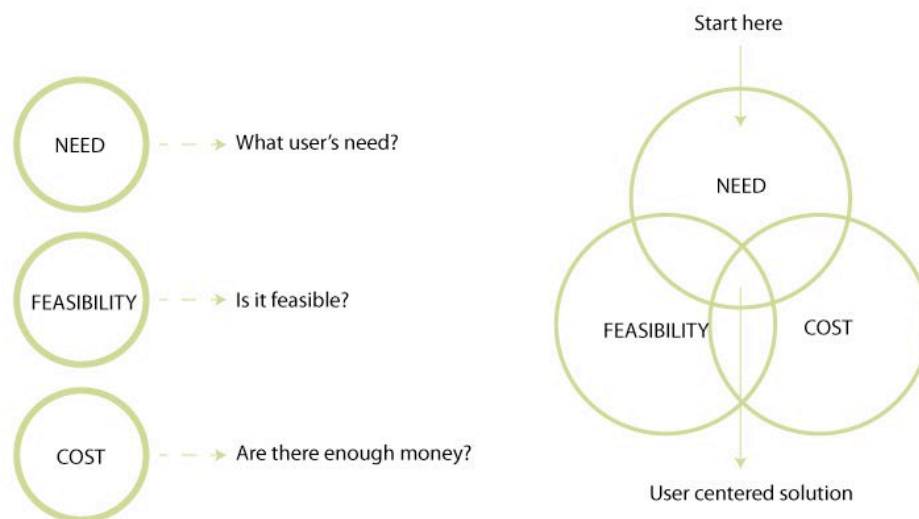 NEED
What user's need?
FEASIBILITY
Is it feasible?
COST
Are there enough money?
Start here
NEED
FEASIBILITY
COST
User centered solution